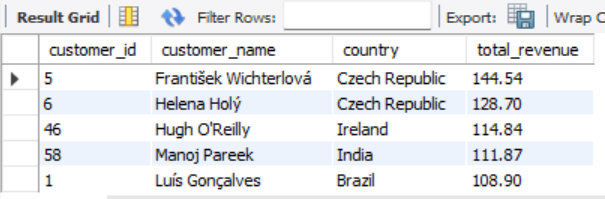 Result Grid Filter Rows: Export: Wrap C
customer_id customer_name country total_revenue
5 František Wichterlová Czech Republic 144.54
6 Helena Holý Czech Republic 128.70
46 Hugh O'Reilly Ireland 114.84
58 Manoj Pareek India 111.87
1 Luís Gonçalves Brazil 108.90